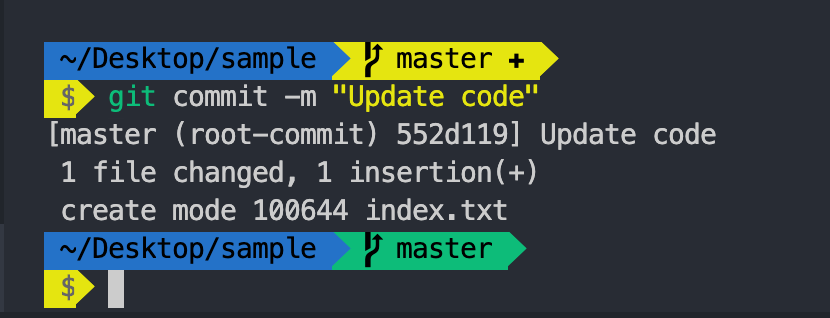 ~/Desktop/sample master +
$ git commit -m "Update code"
[master (root-commit) 552d119] Update code
1 file changed, 1 insertion(+)
create mode 100644 index.txt
~/Desktop/sample master
$